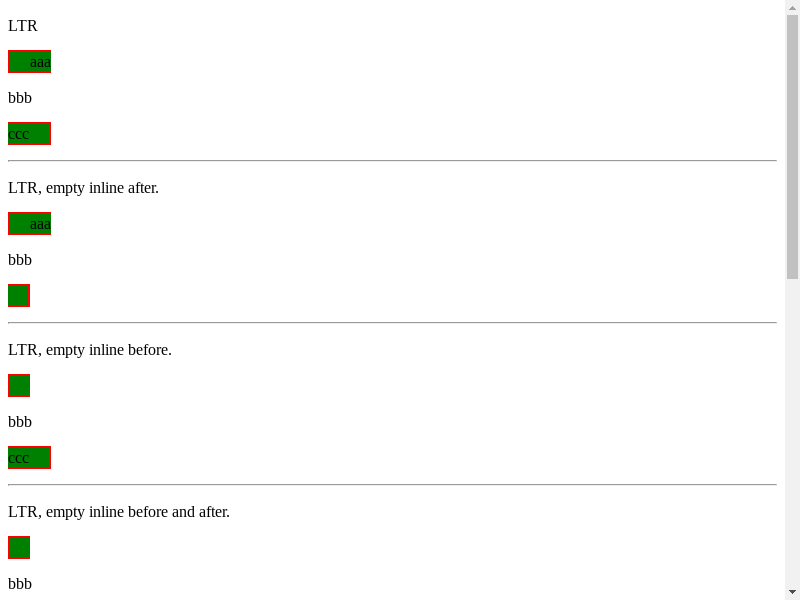 LTR
aaa
bbb
ccc
LTR, empty inline after.
aaa
bbb
LTR, empty inline before.
bbb
ccc
LTR, empty inline before and after.
bbb